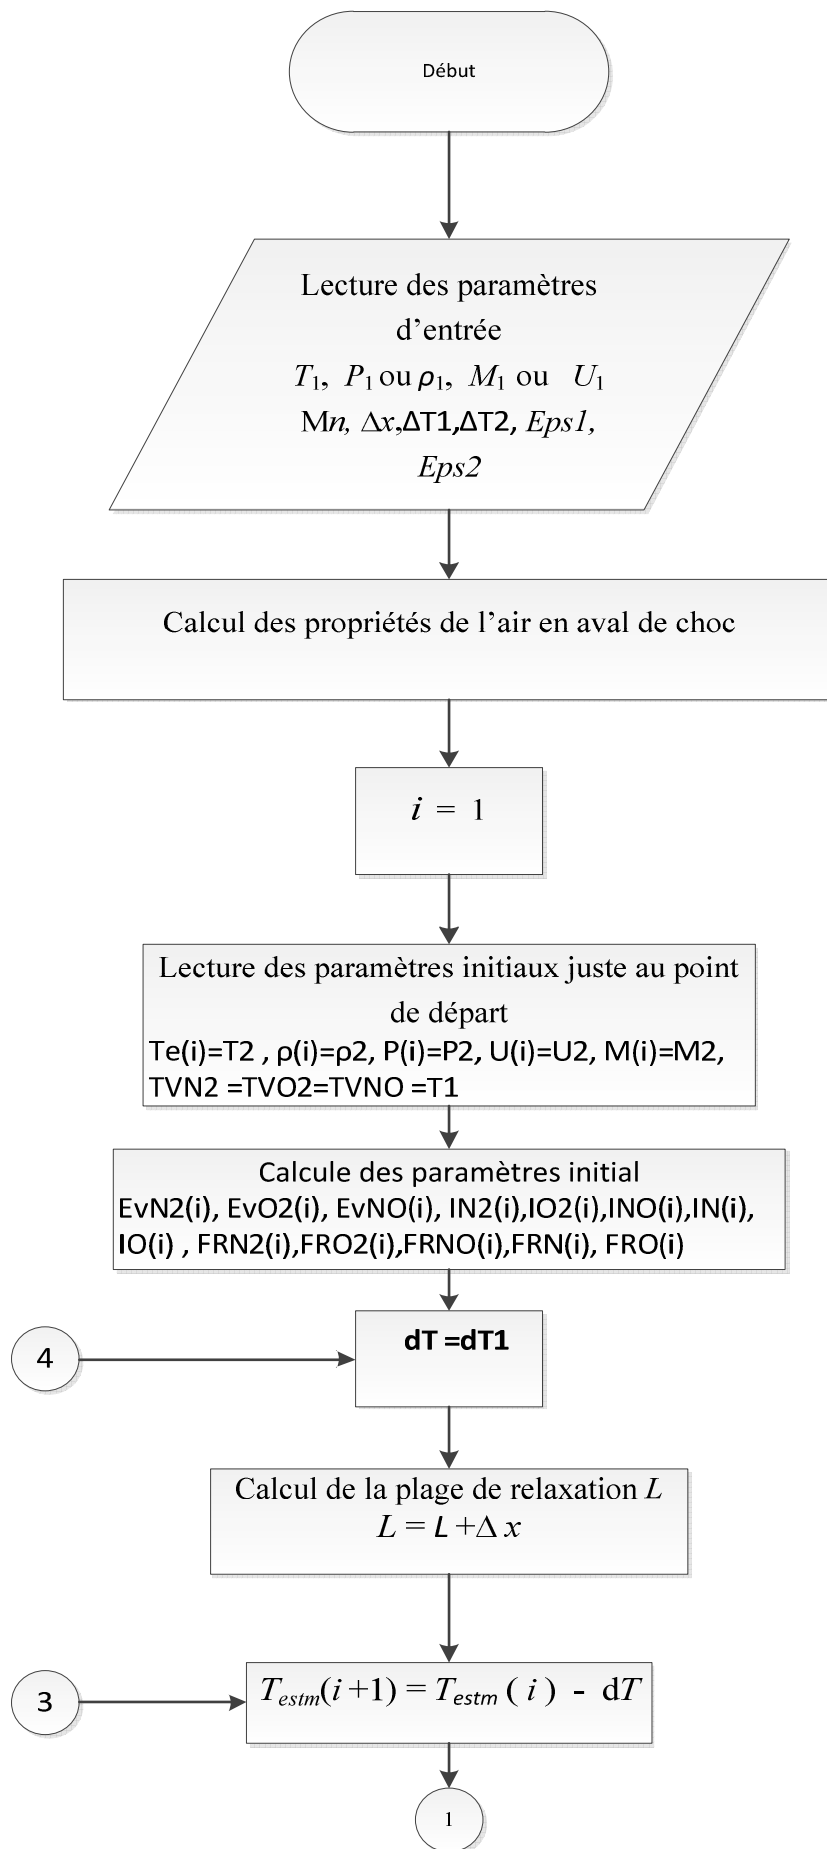 Début
Lecture des paramètres
d’entrée
T₁, P₁ ou ρ₁, M₁ ou U₁
Mn, Δx,ΔT1,ΔT2, Eps1,
Eps2
Calcul des propriétés de l’air en aval de choc
i = 1
Lecture des paramètres initiaux juste au point
de départ
Te(i)=T2 , ρ(i)=ρ2, P(i)=P2, U(i)=U2, M(i)=M2,
TVN2 =TVO2=TVNO =T1
Calcule des paramètres initial
EvN2(i), EvO2(i), EvNO(i), IN2(i),IO2(i),INO(i),IN(i),
IO(i) , FRN2(i),FRO2(i),FRNO(i),FRN(i), FRO(i)
4
dT =dT1
Calcul de la plage de relaxation L
L = L +Δ x
3
T_estm(i+1) = T_estm ( i ) - dT
1